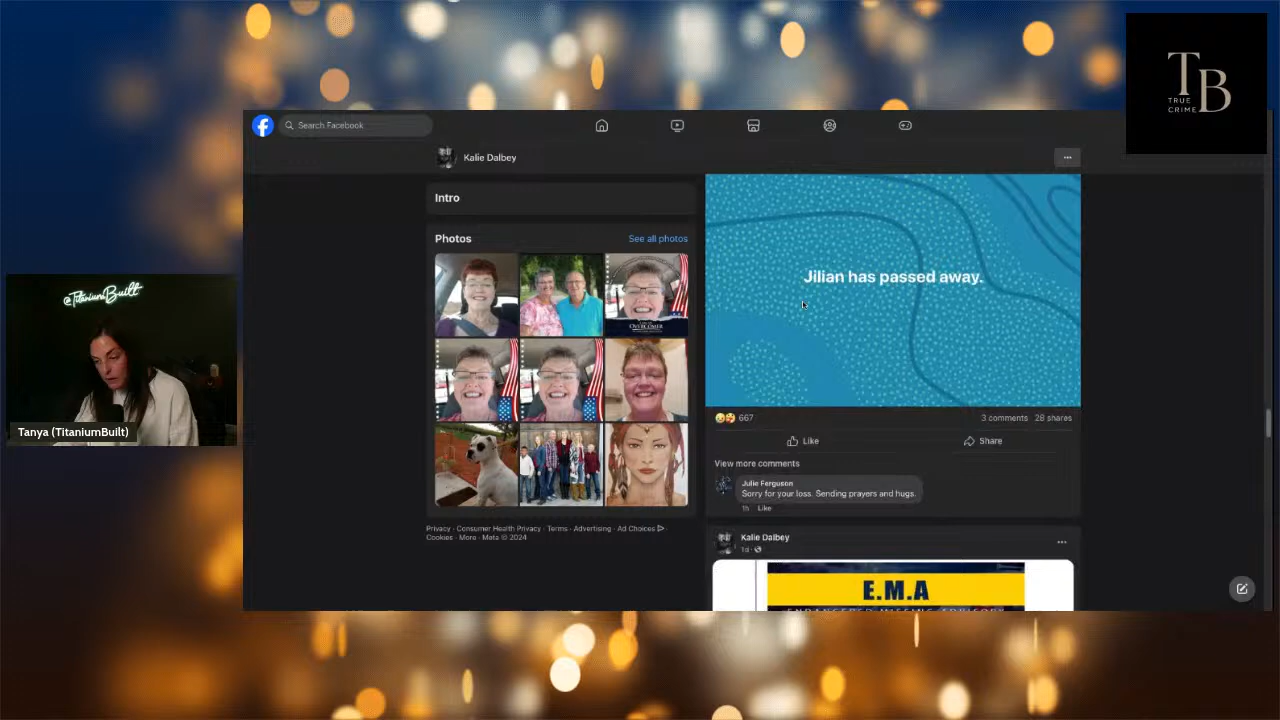 TB
TRUE
CRIME
Search Facebook
Kalie Dalbey
Intro
Photos
See all photos
OVERCOMER
Privacy · Consumer Health Privacy · Terms · Advertising · Ad Choices ·
Cookies · More · Meta © 2024
Jilian has passed away.
667
3 comments 28 shares
Like
Share
View more comments
Julie Ferguson
Sorry for your loss. Sending prayers and hugs.
1h Like
Kalie Dalbey
1d ·
E.M.A
ENDANGERED MISSING ADVISORY
@TitaniumBuilt
Tanya (TitaniumBuilt)